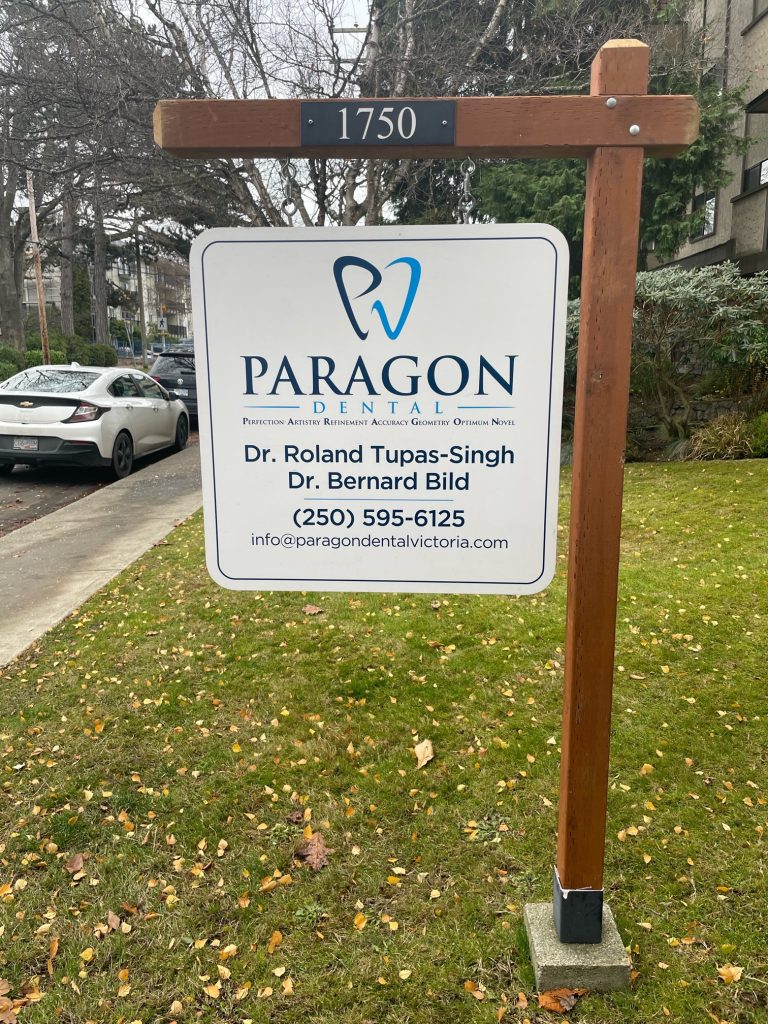 1750
PARAGON
DENTAL
PERFECTION ARTISTRY REFINEMENT ACCURACY GEOMETRY OPTIMUM NOVEL
Dr. Roland Tupas-Singh
Dr. Bernard Bild
(250) 595-6125
info@paragondentalvictoria.com